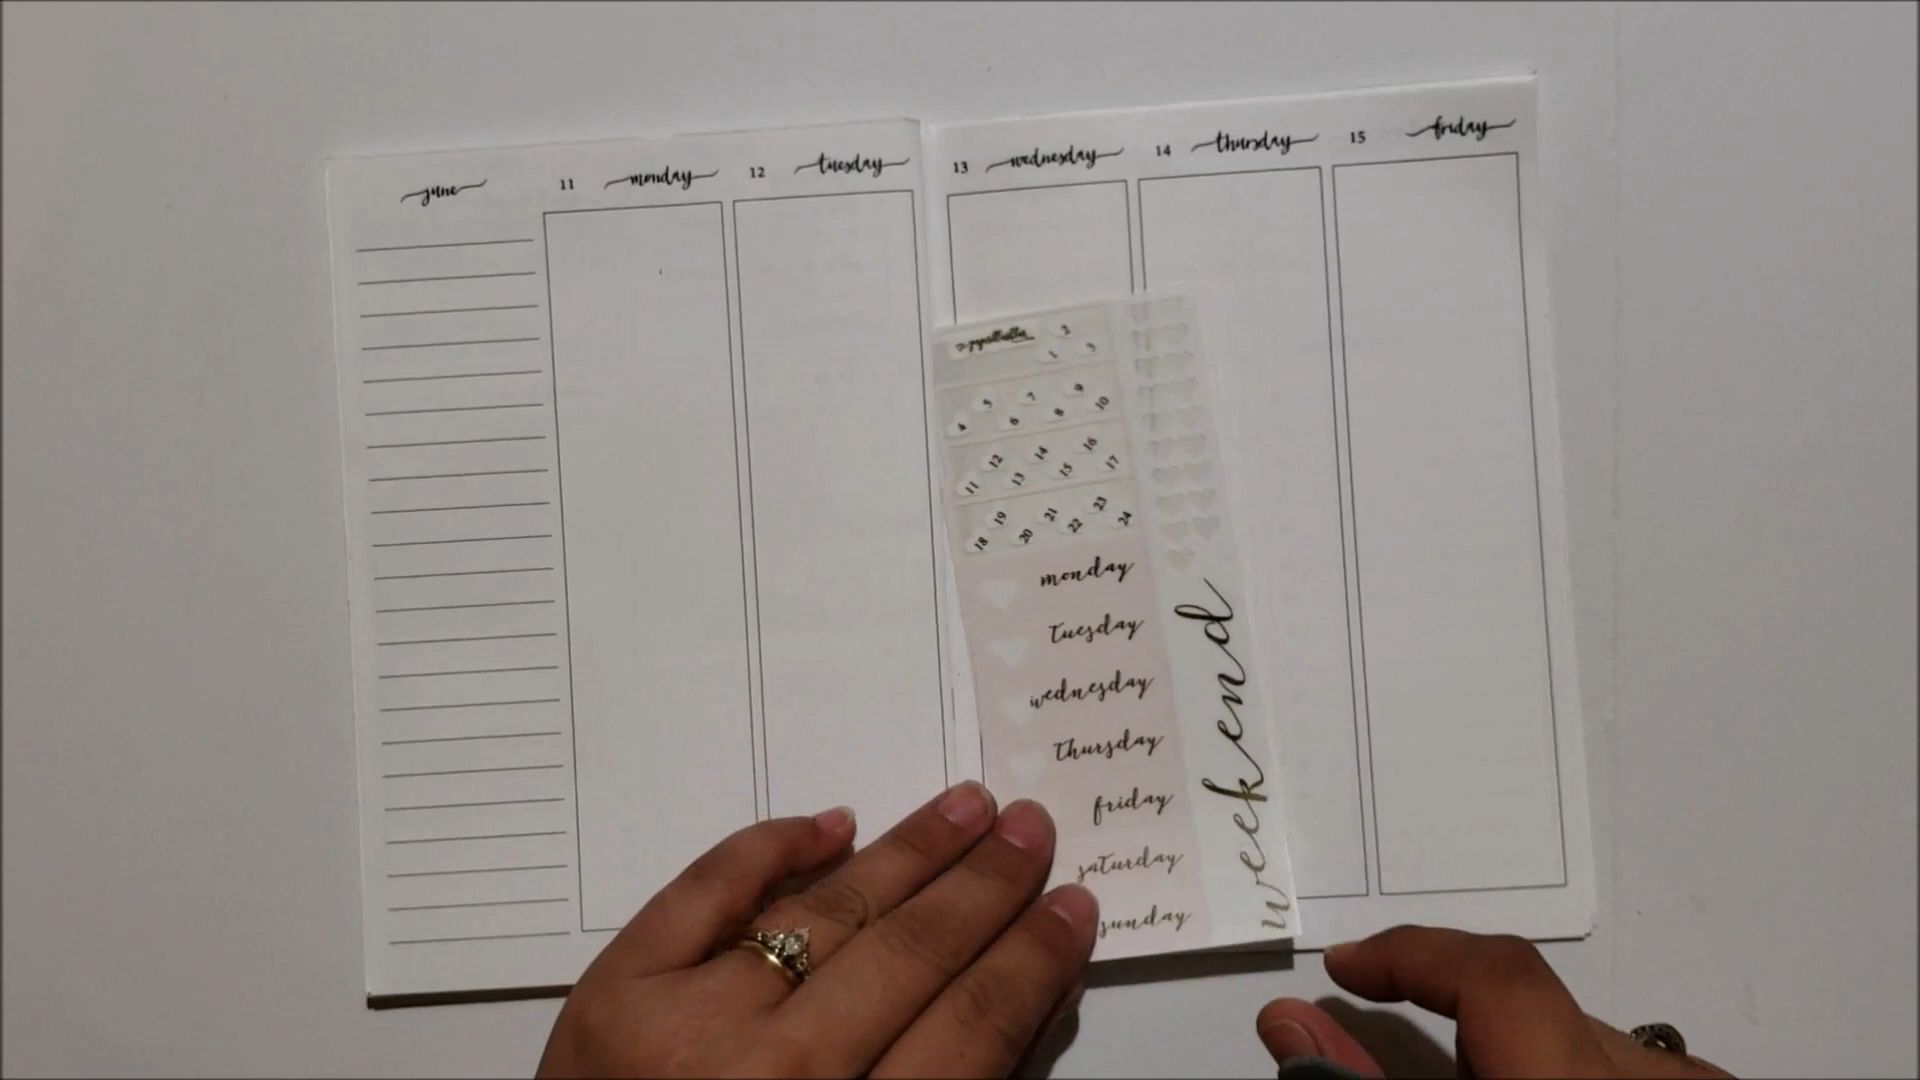 june 11 monday 12 tuesday 13 wednesday 14 thursday 15 friday
2
1 3
5 7 9
4 6 8 10
12 14 16
11 13 15 17
19 21 23
18 20 22 24
monday
Tuesday
wednesday
Thursday
friday
saturday
sunday
weekend